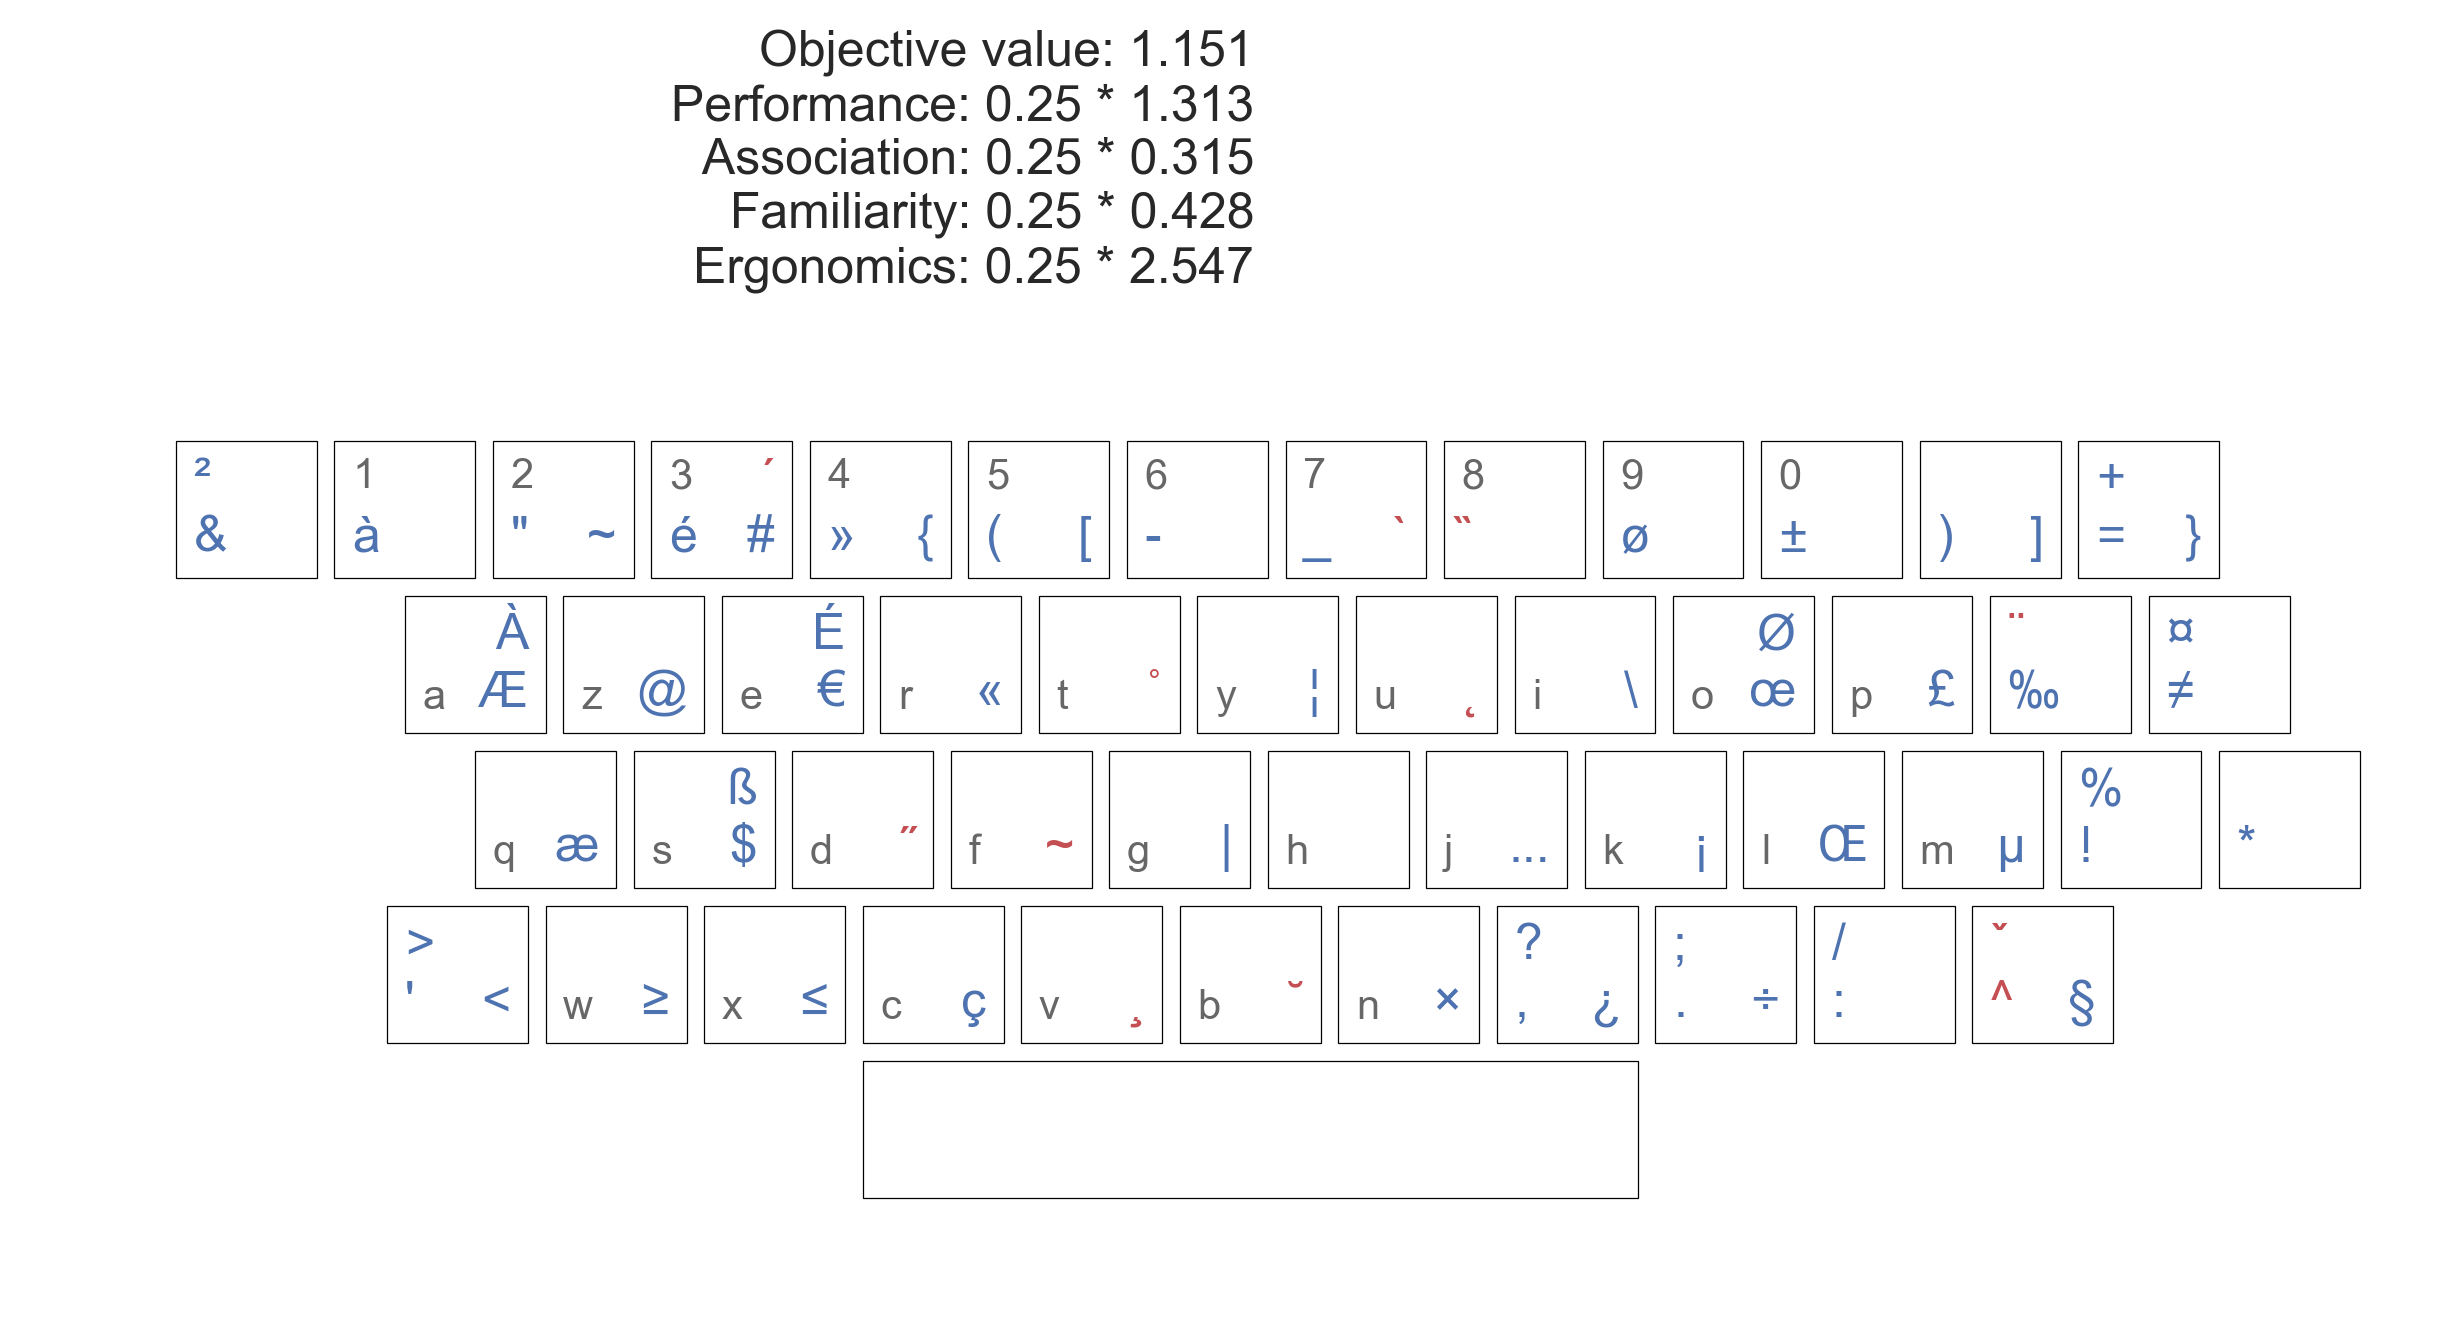 Objective value: 1.151
Performance: 0.25 * 1.313
Association: 0.25 * 0.315
Familiarity: 0.25 * 0.428
Ergonomics: 0.25 * 2.547
² 1 2 3 ´ 4 5 6 7 8 9 0 +
& à " ~ é # » { ( [ - _ ` ̏ ø ± ) ] = }
À É Ø ¨ ¤
a Æ z @ e € r « t ˚ y ¦ u ˛ i \ o œ p £ ‰ ≠
ß %
q æ s $ d ˝ f ~ g | h j ... k ¡ l Œ m µ ! *
> ? ; / ˇ
' < w ≥ x ≤ c ç v ¸ b ˘ n × , ¿ . ÷ : ^ §